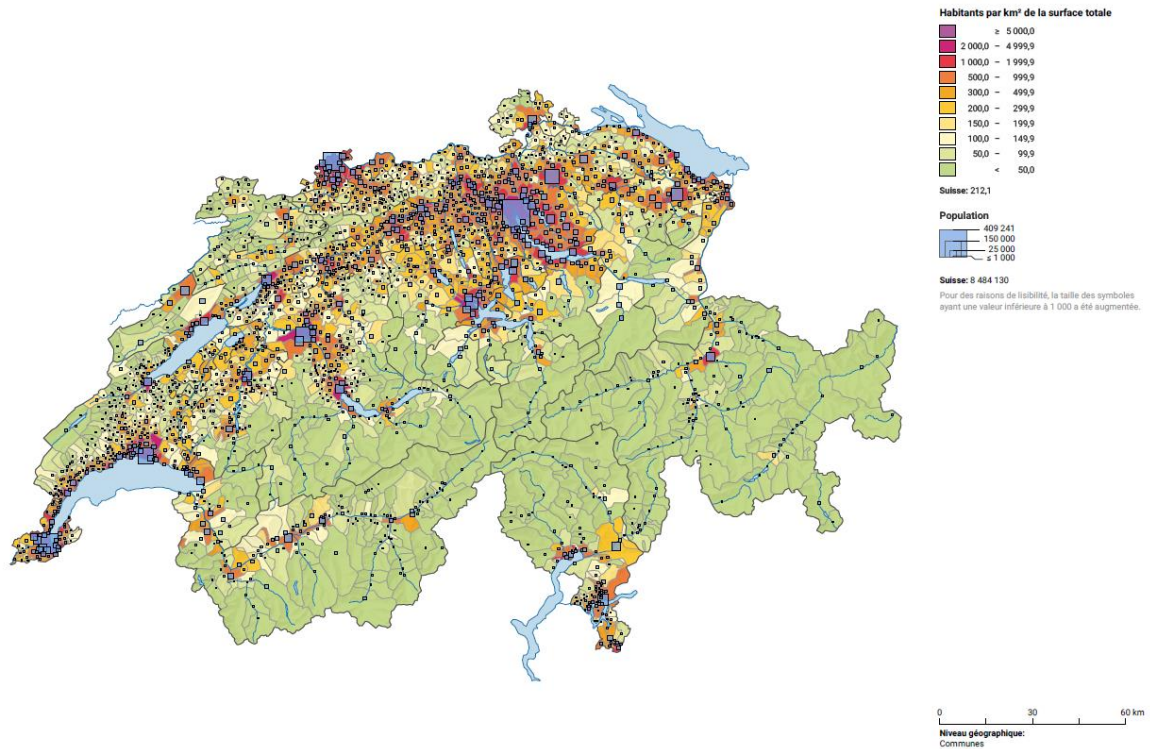 Habitants par km² de la surface totale
≥ 5 000,0
2 000,0 – 4 999,9
1 000,0 – 1 999,9
500,0 – 999,9
300,0 – 499,9
200,0 – 299,9
150,0 – 199,9
100,0 – 149,9
50,0 – 99,9
< 50,0
Suisse: 212,1
Population
409 241
150 000
25 000
≤ 1 000
Suisse: 8 484 130
Pour des raisons de lisibilité, la taille des symboles
ayant une valeur inférieure à 1 000 a été augmentée.
0 30 60 km
Niveau géographique:
Communes